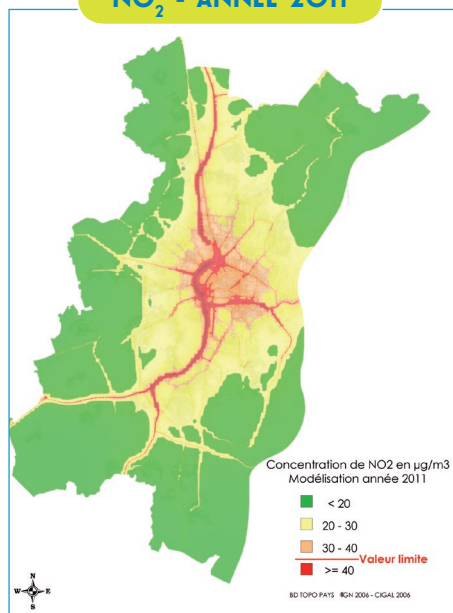 NO2 - ANNÉE 2011
Concentration de NO2 en µg/m3
Modélisation année 2011
< 20
20 - 30
30 - 40
Valeur limite
>= 40
BD TOPO PAYS ®IGN 2006 - CIGAL 2006
N
W E
S